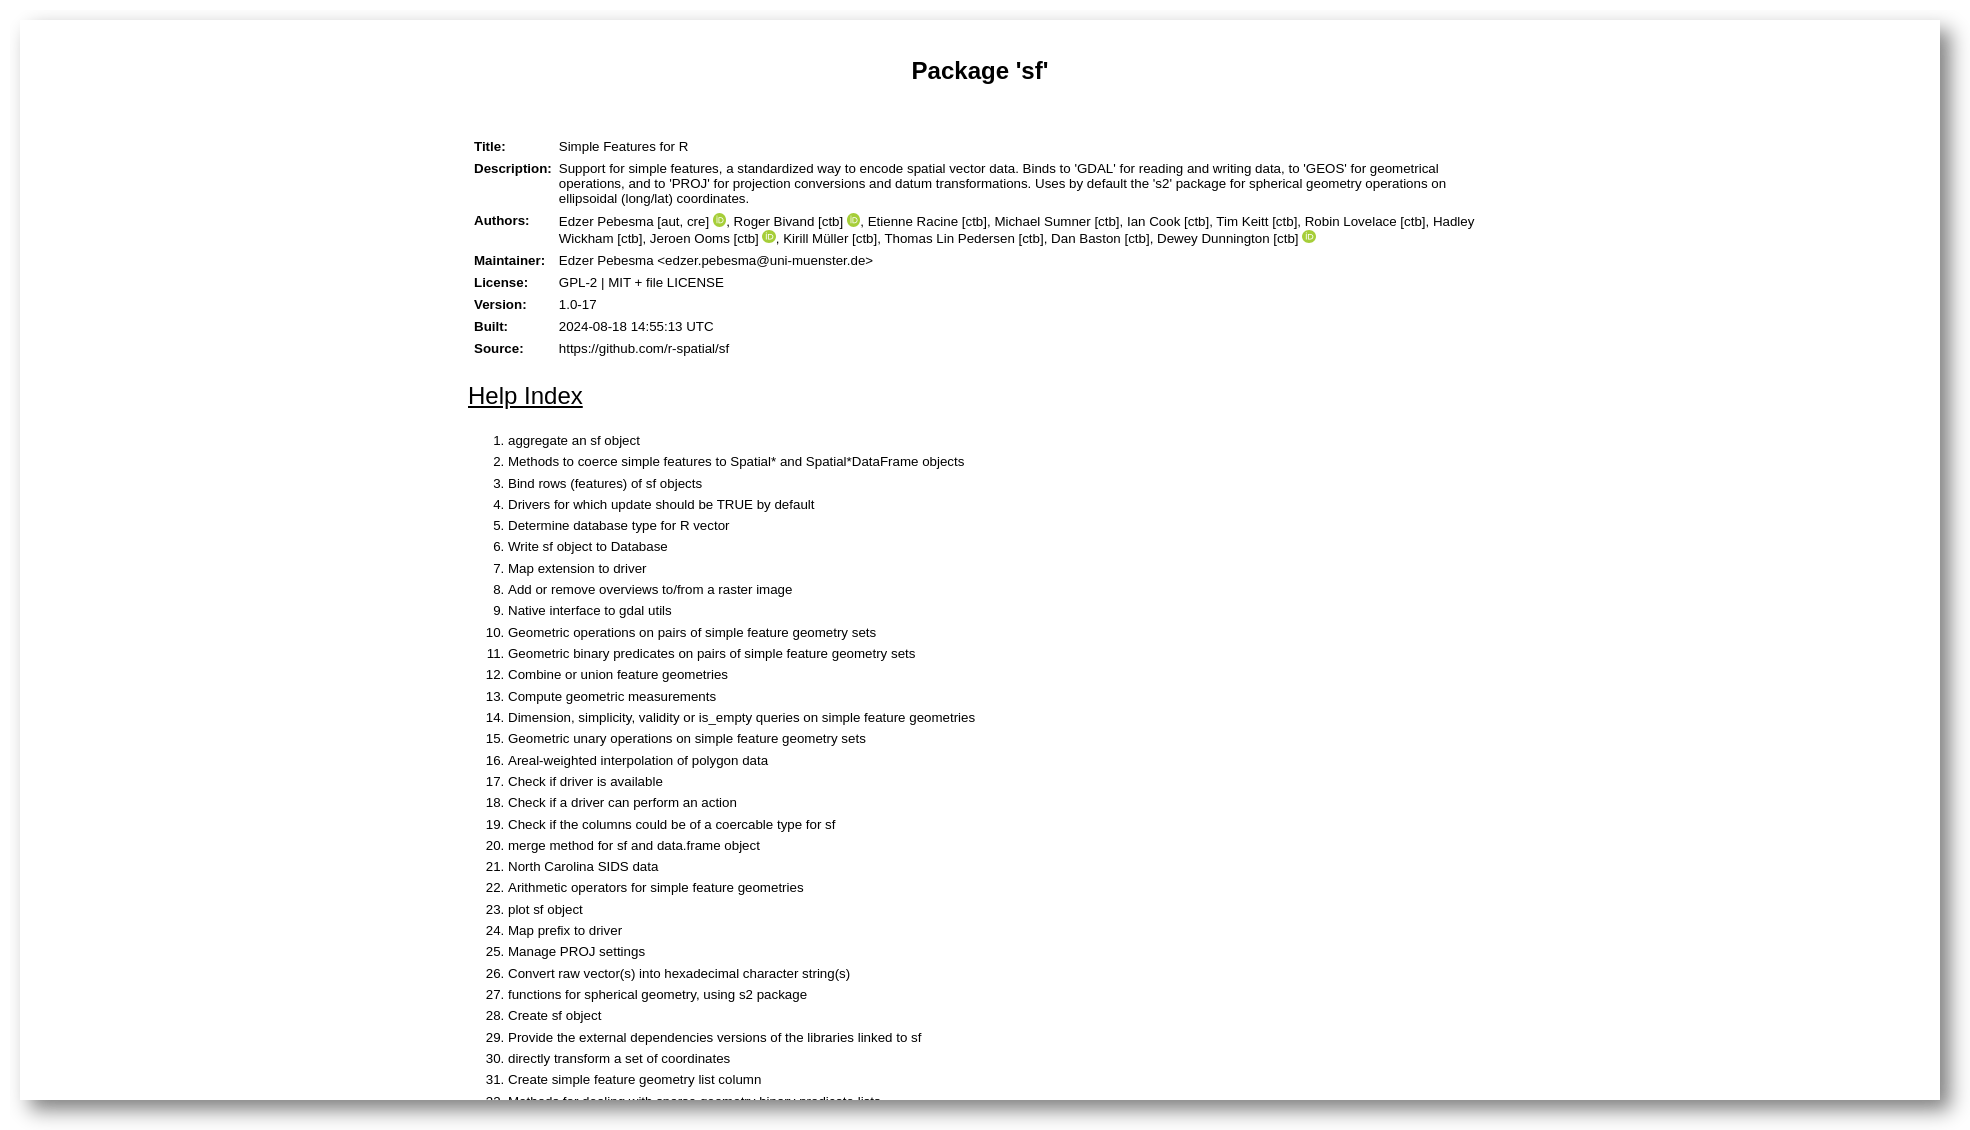 Package 'sf'
Title: Simple Features for R
Description: Support for simple features, a standardized way to encode spatial vector data. Binds to 'GDAL' for reading and writing data, to 'GEOS' for geometrical
operations, and to 'PROJ' for projection conversions and datum transformations. Uses by default the 's2' package for spherical geometry operations on
ellipsoidal (long/lat) coordinates.
Authors: Edzer Pebesma [aut, cre] iD, Roger Bivand [ctb] iD, Etienne Racine [ctb], Michael Sumner [ctb], Ian Cook [ctb], Tim Keitt [ctb], Robin Lovelace [ctb], Hadley
Wickham [ctb], Jeroen Ooms [ctb] iD, Kirill Müller [ctb], Thomas Lin Pedersen [ctb], Dan Baston [ctb], Dewey Dunnington [ctb] iD
Maintainer: Edzer Pebesma <edzer.pebesma@uni-muenster.de>
License: GPL-2 | MIT + file LICENSE
Version: 1.0-17
Built: 2024-08-18 14:55:13 UTC
Source: https://github.com/r-spatial/sf
Help Index
1. aggregate an sf object
2. Methods to coerce simple features to Spatial* and Spatial*DataFrame objects
3. Bind rows (features) of sf objects
4. Drivers for which update should be TRUE by default
5. Determine database type for R vector
6. Write sf object to Database
7. Map extension to driver
8. Add or remove overviews to/from a raster image
9. Native interface to gdal utils
10. Geometric operations on pairs of simple feature geometry sets
11. Geometric binary predicates on pairs of simple feature geometry sets
12. Combine or union feature geometries
13. Compute geometric measurements
14. Dimension, simplicity, validity or is_empty queries on simple feature geometries
15. Geometric unary operations on simple feature geometry sets
16. Areal-weighted interpolation of polygon data
17. Check if driver is available
18. Check if a driver can perform an action
19. Check if the columns could be of a coercable type for sf
20. merge method for sf and data.frame object
21. North Carolina SIDS data
22. Arithmetic operators for simple feature geometries
23. plot sf object
24. Map prefix to driver
25. Manage PROJ settings
26. Convert raw vector(s) into hexadecimal character string(s)
27. functions for spherical geometry, using s2 package
28. Create sf object
29. Provide the external dependencies versions of the libraries linked to sf
30. directly transform a set of coordinates
31. Create simple feature geometry list column